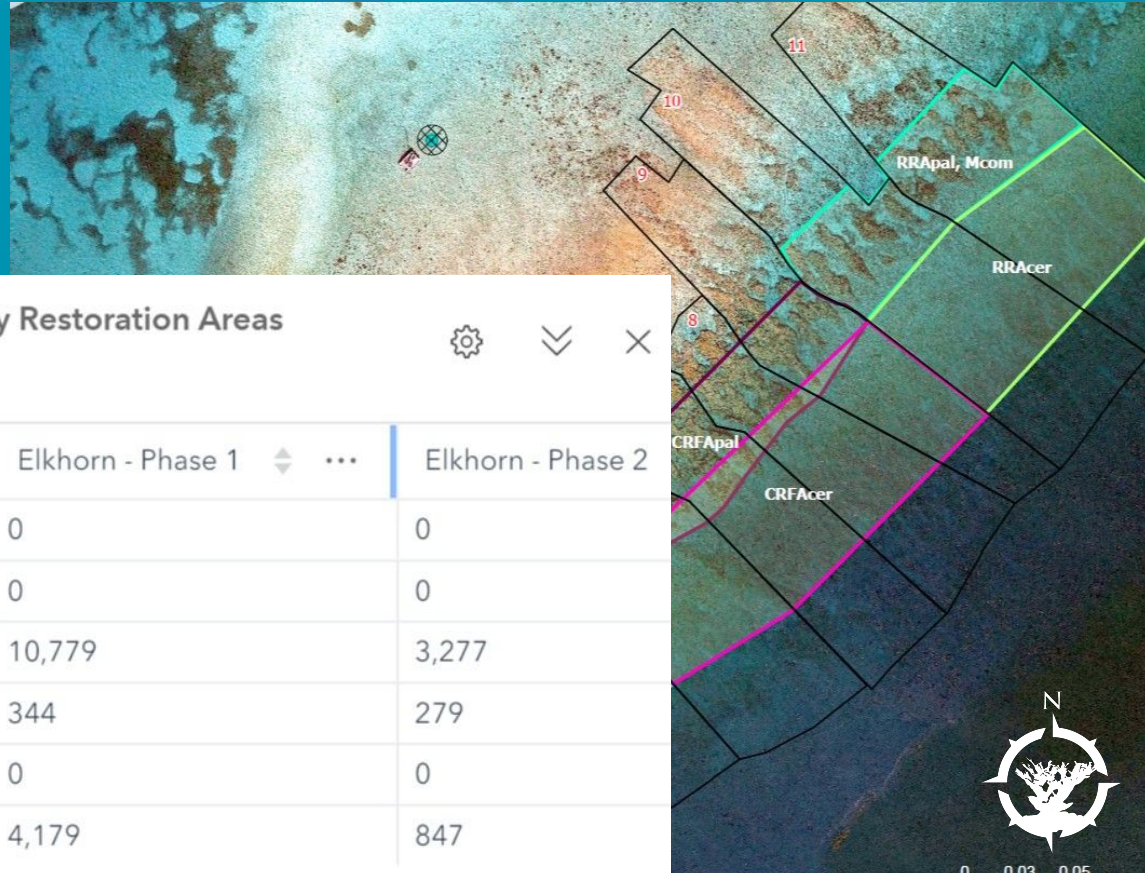 11
10
RRApal, Mcom
9
RRAcer
8
CRFApal
CRFAcer
N
0 0.03 0.05
y Restoration Areas
Elkhorn - Phase 1 ... Elkhorn - Phase 2
0 0
0 0
10,779 3,277
344 279
0 0
4,179 847